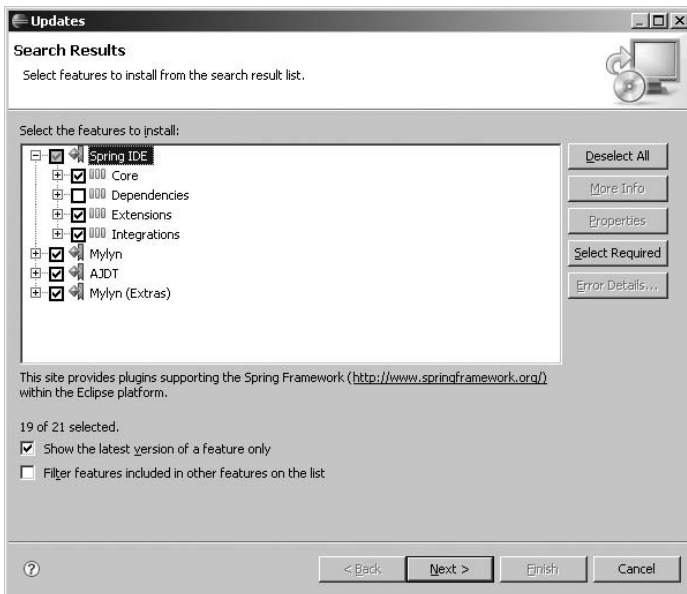 Updates
Search Results
Select features to install from the search result list.
Select the features to install:
Spring IDE
Core
Dependencies
Extensions
Integrations
Mylyn
AJDT
Mylyn (Extras)
Deselect All
More Info
Properties
Select Required
Error Details...
This site provides plugins supporting the Spring Framework (http://www.springframework.org/)
within the Eclipse platform.
19 of 21 selected.
Show the latest version of a feature only
Filter features included in other features on the list
< Back Next > Finish Cancel